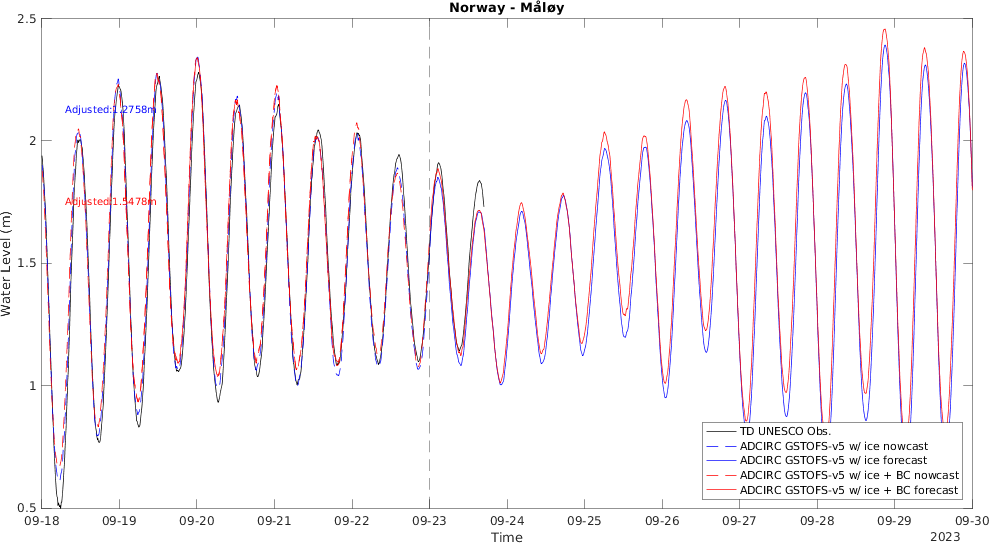 Norway - Måløy
2.5
2
1.5
1
0.5
Water Level (m)
Adjusted:1.2758m
Adjusted:1.5478m
TD UNESCO Obs.
ADCIRC GSTOFS-v5 w/ ice nowcast
ADCIRC GSTOFS-v5 w/ ice forecast
ADCIRC GSTOFS-v5 w/ ice + BC nowcast
ADCIRC GSTOFS-v5 w/ ice + BC forecast
09-18 09-19 09-20 09-21 09-22 09-23 09-24 09-25 09-26 09-27 09-28 09-29 09-30
Time
2023